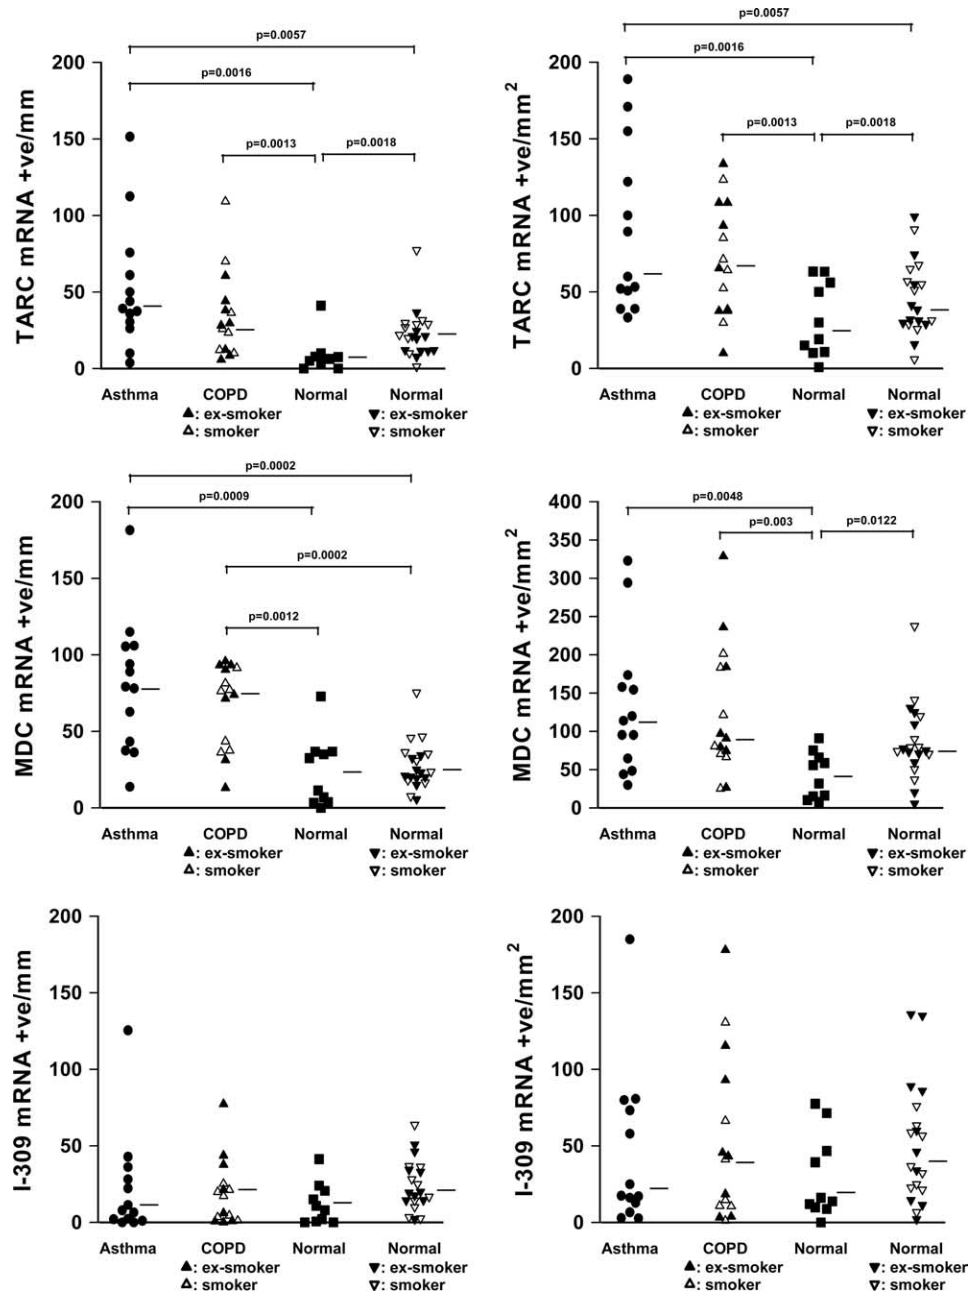 p=0.0057
p=0.0016
p=0.0013
p=0.0018
TARC mRNA +ve/mm
200
150
100
50
0
Asthma COPD Normal Normal
▲: ex-smoker ▼: ex-smoker
△: smoker ▽: smoker
p=0.0057
p=0.0016
p=0.0013
p=0.0018
TARC mRNA +ve/mm²
200
150
100
50
0
Asthma COPD Normal Normal
▲: ex-smoker ▼: ex-smoker
△: smoker ▽: smoker
p=0.0002
p=0.0009
p=0.0002
p=0.0012
MDC mRNA +ve/mm
200
150
100
50
0
Asthma COPD Normal Normal
▲: ex-smoker ▼: ex-smoker
△: smoker ▽: smoker
p=0.0048
p=0.003
p=0.0122
MDC mRNA +ve/mm²
400
350
300
250
200
150
100
50
0
Asthma COPD Normal Normal
▲: ex-smoker ▼: ex-smoker
△: smoker ▽: smoker
I-309 mRNA +ve/mm
200
150
100
50
0
Asthma COPD Normal Normal
▲: ex-smoker ▼: ex-smoker
△: smoker ▽: smoker
I-309 mRNA +ve/mm²
200
150
100
50
0
Asthma COPD Normal Normal
▲: ex-smoker ▼: ex-smoker
△: smoker ▽: smoker